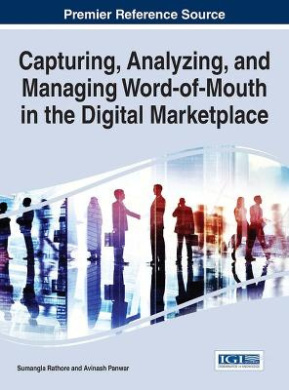 Premier Reference Source
Capturing, Analyzing, and
Managing Word-of-Mouth
in the Digital Marketplace
Sumangla Rathore and Avinash Panwar
IGI